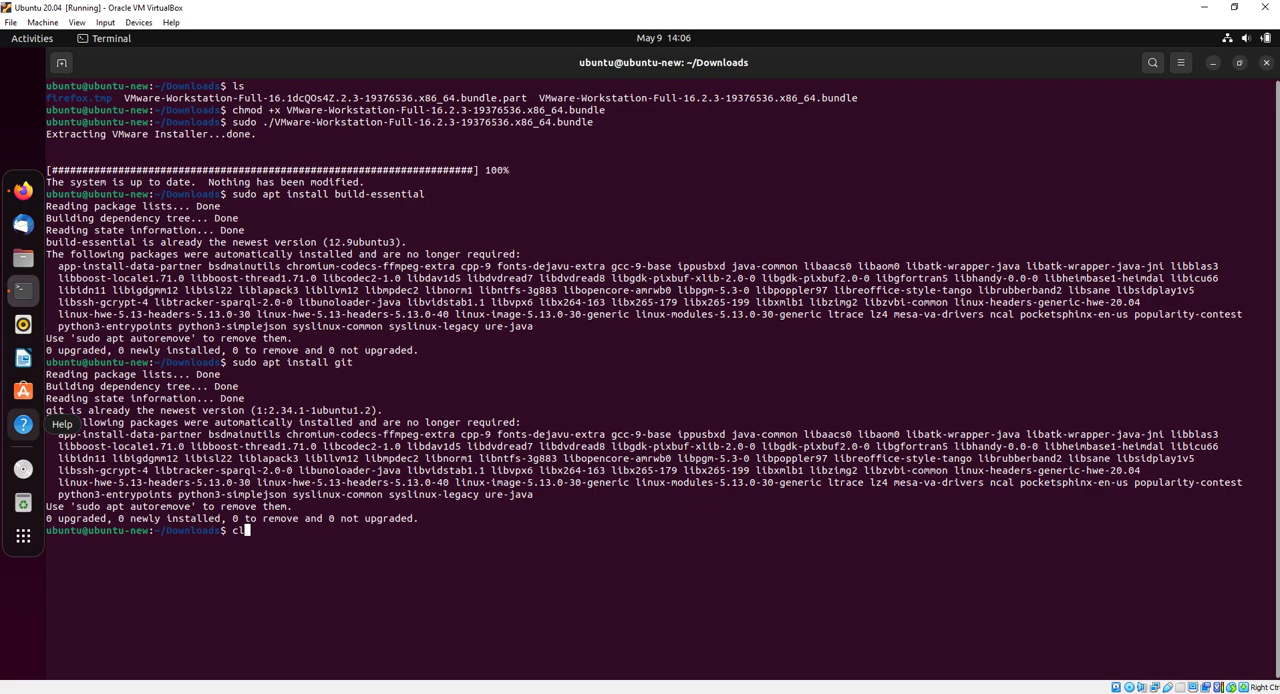 Ubuntu 20.04 [Running] - Oracle VM VirtualBox
File Machine View Input Devices Help
Activities Terminal May 9 14:06
ubuntu@ubuntu-new: ~/Downloads
ubuntu@ubuntu-new:~/Downloads$ ls
firefox.tmp VMware-Workstation-Full-16.1dcQOs4Z.2.3-19376536.x86_64.bundle.part VMware-Workstation-Full-16.2.3-19376536.x86_64.bundle
ubuntu@ubuntu-new:~/Downloads$ chmod +x VMware-Workstation-Full-16.2.3-19376536.x86_64.bundle
ubuntu@ubuntu-new:~/Downloads$ sudo ./VMware-Workstation-Full-16.2.3-19376536.x86_64.bundle
Extracting VMware Installer...done.
[######################################################################] 100%
The system is up to date. Nothing has been modified.
ubuntu@ubuntu-new:~/Downloads$ sudo apt install build-essential
Reading package lists... Done
Building dependency tree... Done
Reading state information... Done
build-essential is already the newest version (12.9ubuntu3).
The following packages were automatically installed and are no longer required:
app-install-data-partner bsdmainutils chromium-codecs-ffmpeg-extra cpp-9 fonts-dejavu-extra gcc-9-base ippusbxd java-common libaacs0 libaom0 libatk-wrapper-java libatk-wrapper-java-jni libblas3
libboost-locale1.71.0 libboost-thread1.71.0 libcodec2-1.0 libdav1d5 libdvdread7 libdvdread8 libgdk-pixbuf-xlib-2.0-0 libgdk-pixbuf2.0-0 libgfortran5 libhandy-0.0-0 libheimbase1-heimdal libicu66
libidn11 libigdgmm12 libisl22 liblapack3 libllvm12 libmpdec2 libnorm1 libntfs-3g883 libopencore-amrwb0 libpgm-5.3-0 libpoppler97 libreoffice-style-tango librubberband2 libsane libsidplay1v5
libssh-gcrypt-4 libtracker-sparql-2.0-0 libunoloader-java libvidstab1.1 libvpx6 libx264-163 libx265-179 libx265-199 libxmlb1 libzimg2 libzvbi-common linux-headers-generic-hwe-20.04
linux-hwe-5.13-headers-5.13.0-30 linux-hwe-5.13-headers-5.13.0-40 linux-image-5.13.0-30-generic linux-modules-5.13.0-30-generic ltrace lz4 mesa-va-drivers ncal pocketsphinx-en-us popularity-contest
python3-entrypoints python3-simplejson syslinux-common syslinux-legacy ure-java
Use 'sudo apt autoremove' to remove them.
0 upgraded, 0 newly installed, 0 to remove and 0 not upgraded.
ubuntu@ubuntu-new:~/Downloads$ sudo apt install git
Reading package lists... Done
Building dependency tree... Done
Reading state information... Done
git is already the newest version (1:2.34.1-1ubuntu1.2).
Help
following packages were automatically installed and are no longer required:
app-install-data-partner bsdmainutils chromium-codecs-ffmpeg-extra cpp-9 fonts-dejavu-extra gcc-9-base ippusbxd java-common libaacs0 libaom0 libatk-wrapper-java libatk-wrapper-java-jni libblas3
libboost-locale1.71.0 libboost-thread1.71.0 libcodec2-1.0 libdav1d5 libdvdread7 libdvdread8 libgdk-pixbuf-xlib-2.0-0 libgdk-pixbuf2.0-0 libgfortran5 libhandy-0.0-0 libheimbase1-heimdal libicu66
libidn11 libigdgmm12 libisl22 liblapack3 libllvm12 libmpdec2 libnorm1 libntfs-3g883 libopencore-amrwb0 libpgm-5.3-0 libpoppler97 libreoffice-style-tango librubberband2 libsane libsidplay1v5
libssh-gcrypt-4 libtracker-sparql-2.0-0 libunoloader-java libvidstab1.1 libvpx6 libx264-163 libx265-179 libx265-199 libxmlb1 libzimg2 libzvbi-common linux-headers-generic-hwe-20.04
linux-hwe-5.13-headers-5.13.0-30 linux-hwe-5.13-headers-5.13.0-40 linux-image-5.13.0-30-generic linux-modules-5.13.0-30-generic ltrace lz4 mesa-va-drivers ncal pocketsphinx-en-us popularity-contest
python3-entrypoints python3-simplejson syslinux-common syslinux-legacy ure-java
Use 'sudo apt autoremove' to remove them.
0 upgraded, 0 newly installed, 0 to remove and 0 not upgraded.
ubuntu@ubuntu-new:~/Downloads$ cl
Right Ctr